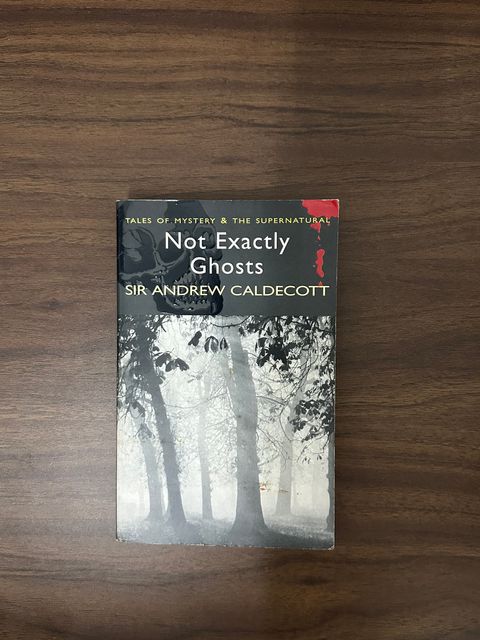 TALES OF MYSTERY & THE SUPERNATURAL
Not Exactly
Ghosts
SIR ANDREW CALDECOTT